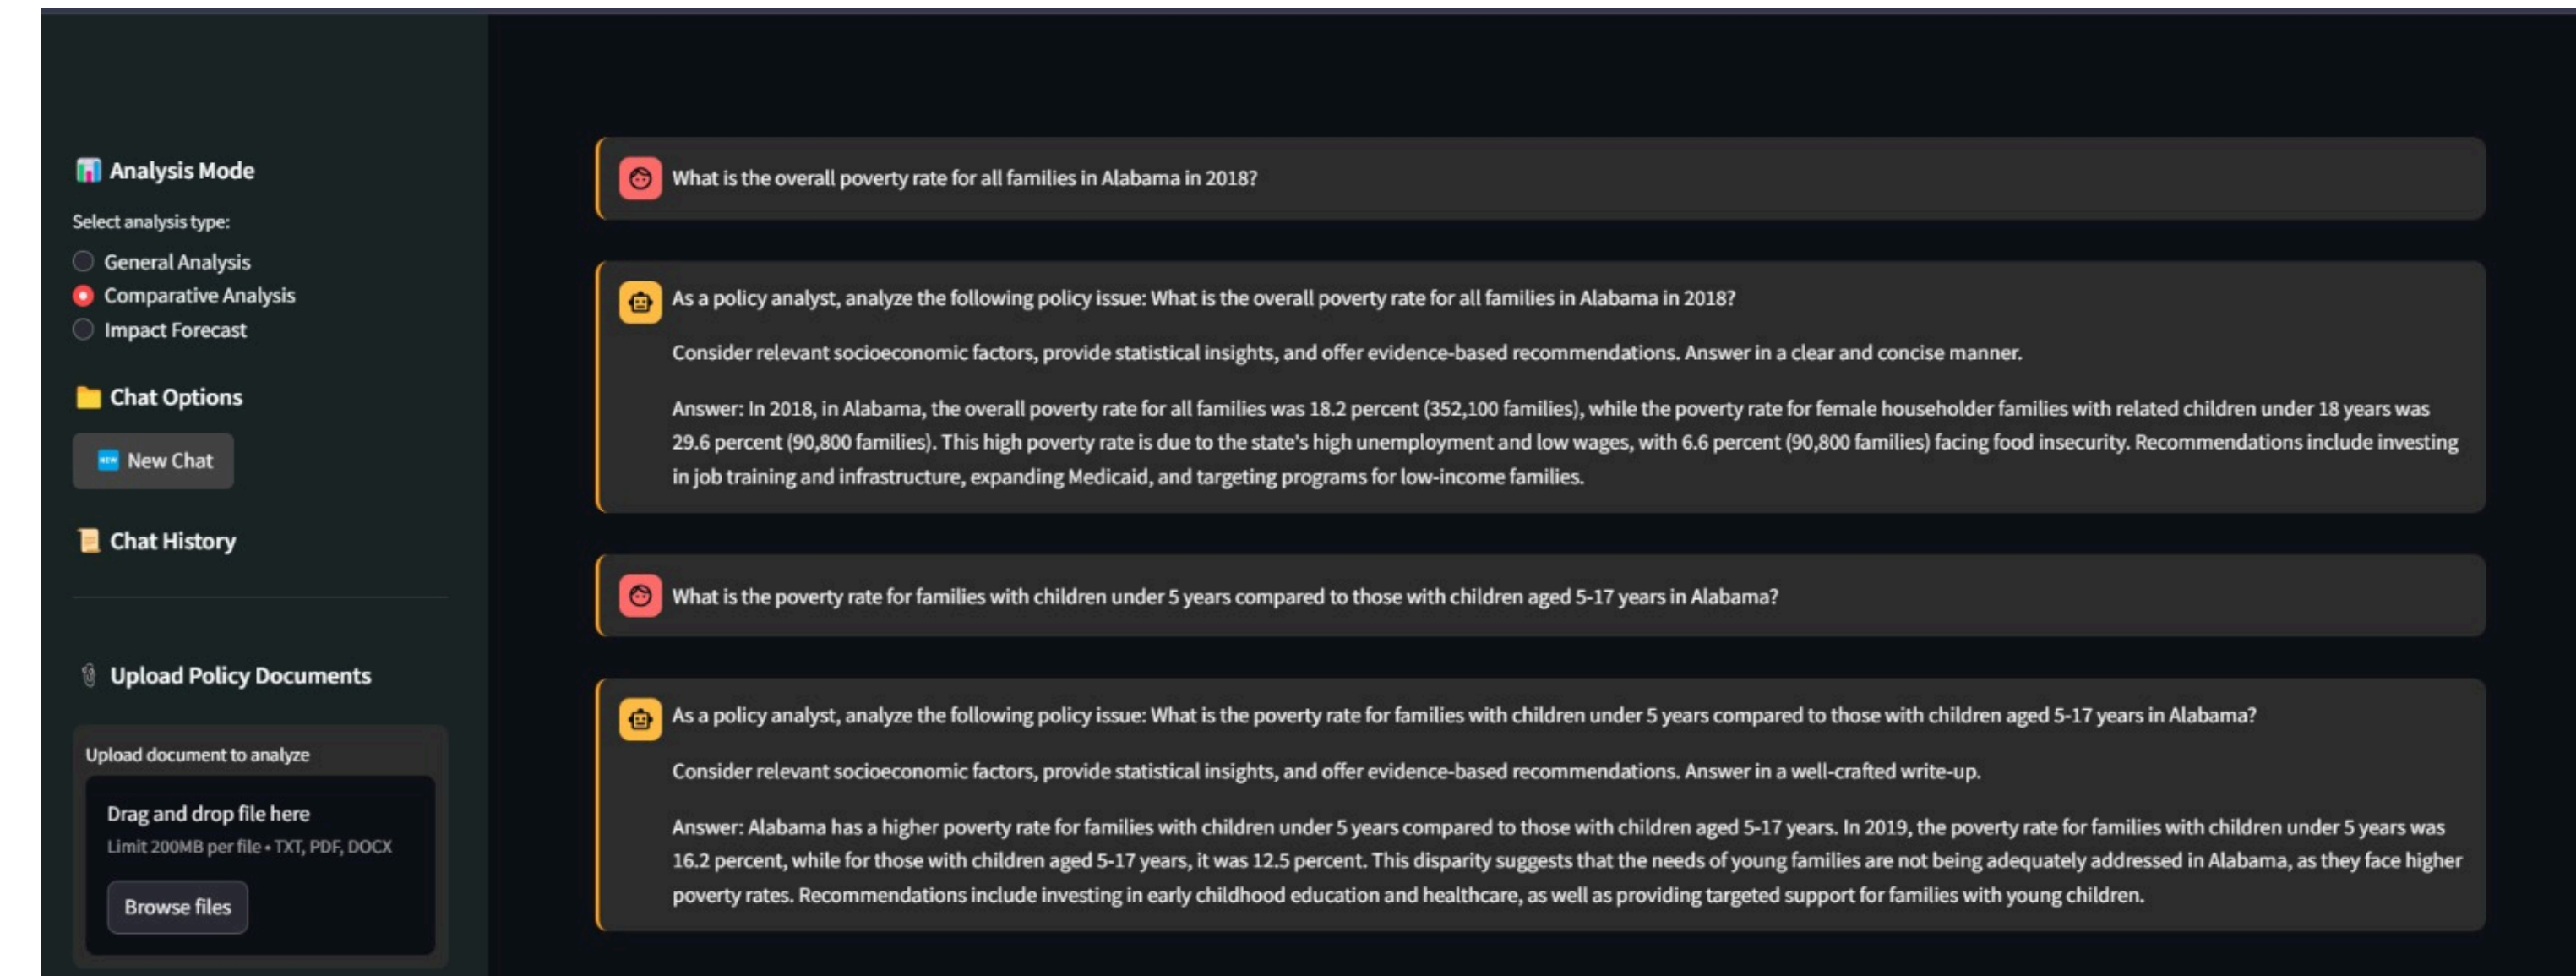 Analysis Mode
Select analysis type:
General Analysis
Comparative Analysis
Impact Forecast
Chat Options
NEW New Chat
Chat History
Upload Policy Documents
Upload document to analyze
Drag and drop file here
Limit 200MB per file • TXT, PDF, DOCX
Browse files
What is the overall poverty rate for all families in Alabama in 2018?
As a policy analyst, analyze the following policy issue: What is the overall poverty rate for all families in Alabama in 2018?
Consider relevant socioeconomic factors, provide statistical insights, and offer evidence-based recommendations. Answer in a clear and concise manner.
Answer: In 2018, in Alabama, the overall poverty rate for all families was 18.2 percent (352,100 families), while the poverty rate for female householder families with related children under 18 years was
29.6 percent (90,800 families). This high poverty rate is due to the state's high unemployment and low wages, with 6.6 percent (90,800 families) facing food insecurity. Recommendations include investing
in job training and infrastructure, expanding Medicaid, and targeting programs for low-income families.
What is the poverty rate for families with children under 5 years compared to those with children aged 5-17 years in Alabama?
As a policy analyst, analyze the following policy issue: What is the poverty rate for families with children under 5 years compared to those with children aged 5-17 years in Alabama?
Consider relevant socioeconomic factors, provide statistical insights, and offer evidence-based recommendations. Answer in a well-crafted write-up.
Answer: Alabama has a higher poverty rate for families with children under 5 years compared to those with children aged 5-17 years. In 2019, the poverty rate for families with children under 5 years was
16.2 percent, while for those with children aged 5-17 years, it was 12.5 percent. This disparity suggests that the needs of young families are not being adequately addressed in Alabama, as they face higher
poverty rates. Recommendations include investing in early childhood education and healthcare, as well as providing targeted support for families with young children.